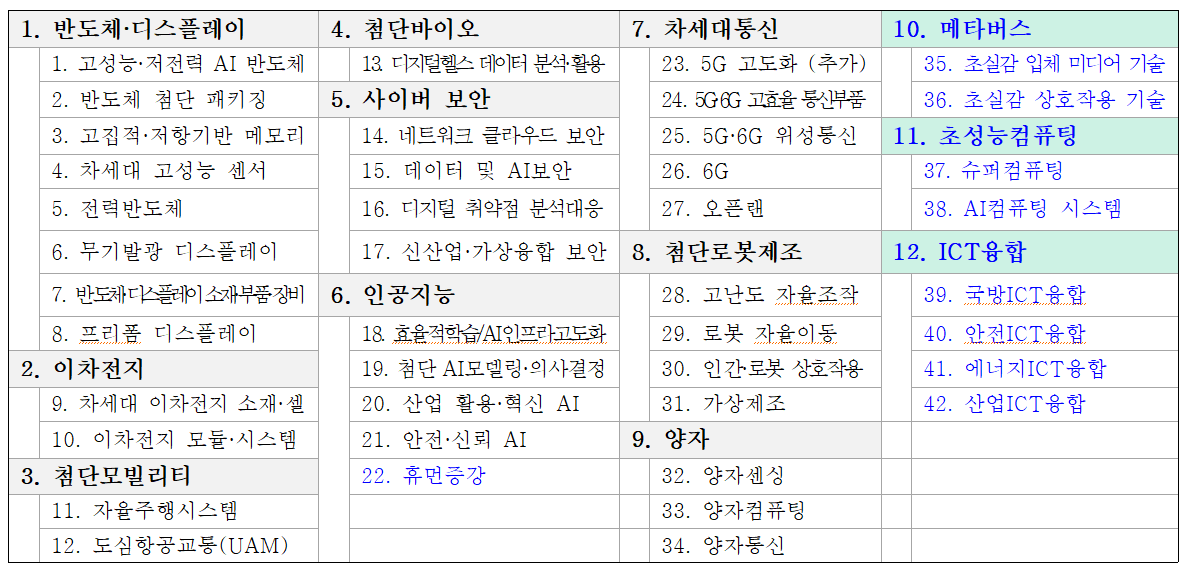 1. 반도체·디스플레이
1. 고성능·저전력 AI 반도체
2. 반도체 첨단 패키징
3. 고집적·저항기반 메모리
4. 차세대 고성능 센서
5. 전력반도체
6. 무기발광 디스플레이
7. 반도체·디스플레이 소재·부품·장비
8. 프리폼 디스플레이
2. 이차전지
9. 차세대 이차전지 소재·셀
10. 이차전지 모듈·시스템
3. 첨단모빌리티
11. 자율주행시스템
12. 도심항공교통(UAM)
4. 첨단바이오
13. 디지털헬스 데이터 분석·활용
5. 사이버 보안
14. 네트워크 클라우드 보안
15. 데이터 및 AI보안
16. 디지털 취약점 분석대응
17. 신산업·가상융합 보안
6. 인공지능
18. 효율적학습/AI인프라고도화
19. 첨단 AI모델링·의사결정
20. 산업 활용·혁신 AI
21. 안전·신뢰 AI
22. 휴먼증강
7. 차세대통신
23. 5G 고도화 (추가)
24. 5G·6G 고효율 통신부품
25. 5G·6G 위성통신
26. 6G
27. 오픈랜
8. 첨단로봇제조
28. 고난도 자율조작
29. 로봇 자율이동
30. 인간·로봇 상호작용
31. 가상제조
9. 양자
32. 양자센싱
33. 양자컴퓨팅
34. 양자통신
10. 메타버스
35. 초실감 입체 미디어 기술
36. 초실감 상호작용 기술
11. 초성능컴퓨팅
37. 슈퍼컴퓨팅
38. AI컴퓨팅 시스템
12. ICT융합
39. 국방ICT융합
40. 안전ICT융합
41. 에너지ICT융합
42. 산업ICT융합